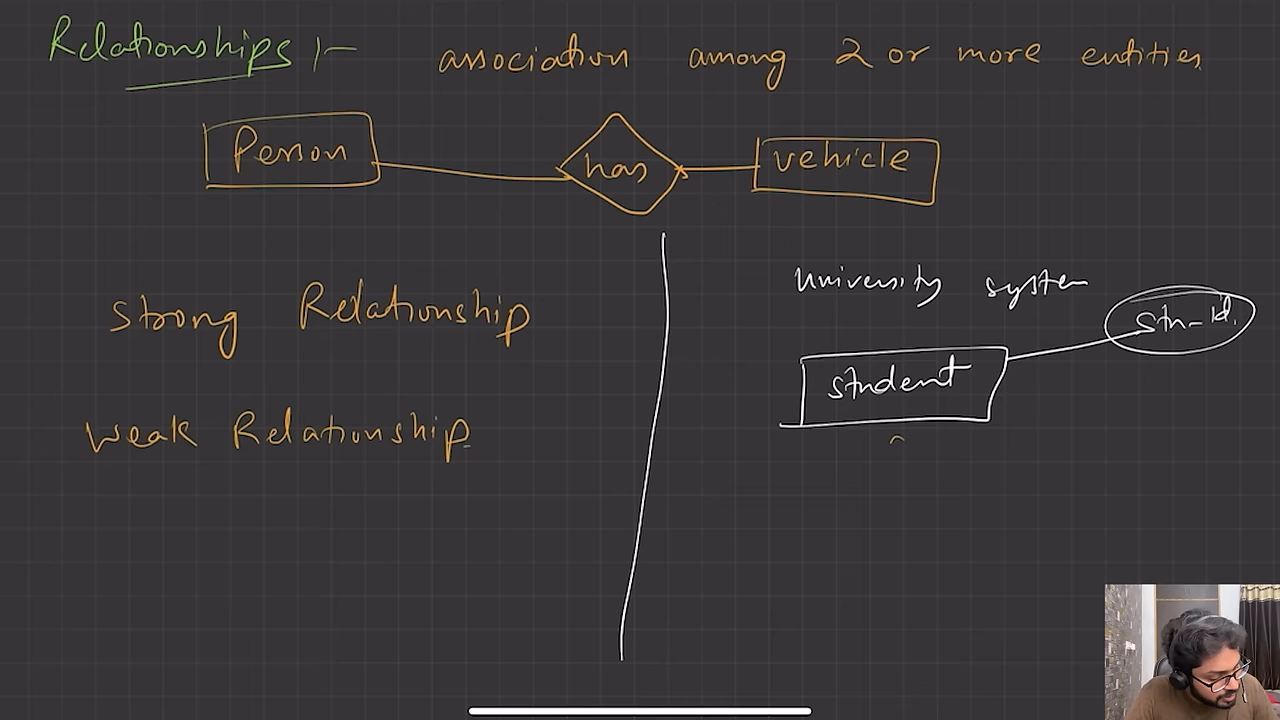 Relationships :- association among 2 or more entities
Person has vehicle
University system
Strong Relationship
stu-id.
student
Weak Relationship